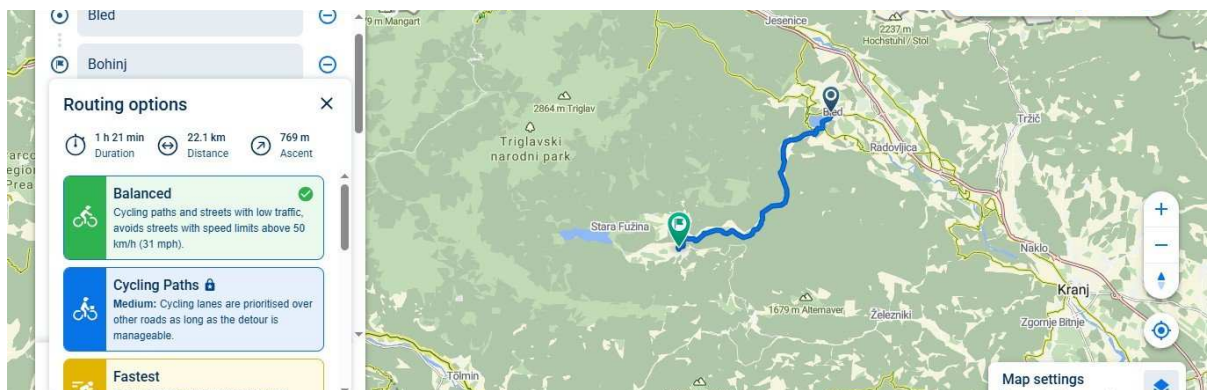 Bled
Bohinj
Routing options
1 h 21 min
Duration
22.1 km
Distance
769 m
Ascent
Balanced
Cycling paths and streets with low traffic,
avoids streets with speed limits above 50
km/h (31 mph).
Cycling Paths
Medium: Cycling lanes are prioritised over
other roads as long as the detour is
manageable.
Fastest
9 m Mangart
Jesenice
2237 m
Hochstuhl / Stol
2864 m Triglav
Triglavski
narodni park
Bled
Tržič
Radovljica
Stara Fužina
Naklo
Kranj
1679 m Altemaver
Železniki
Zgornje Bitnje
Tolmin
Map settings